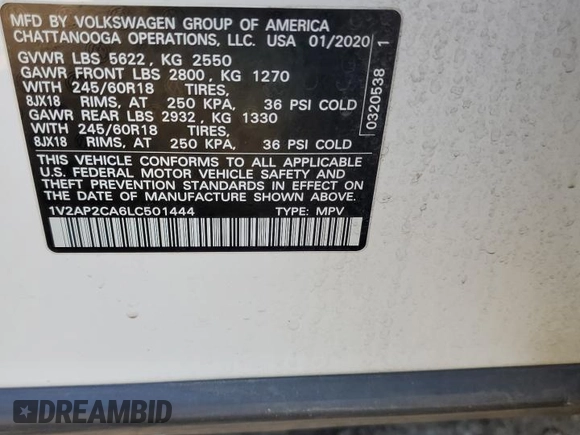 MFD BY VOLKSWAGEN GROUP OF AMERICA
CHATTANOOGA OPERATIONS, LLC. USA 01/2020
GVWR LBS 5622, KG 2550
GAWR FRONT LBS 2800, KG 1270
WITH 245/60R18 TIRES,
8JX18 RIMS, AT 250 KPA, 36 PSI COLD
GAWR REAR LBS 2932, KG 1330
WITH 245/60R18 TIRES,
8JX18 RIMS, AT 250 KPA, 36 PSI COLD
THIS VEHICLE CONFORMS TO ALL APPLICABLE
U.S. FEDERAL MOTOR VEHICLE SAFETY AND
THEFT PREVENTION STANDARDS IN EFFECT ON
THE DATE OF MANUFACTURE SHOWN ABOVE.
1V2AP2CA6LC501444 TYPE: MPV
0320538 1
DREAMBID